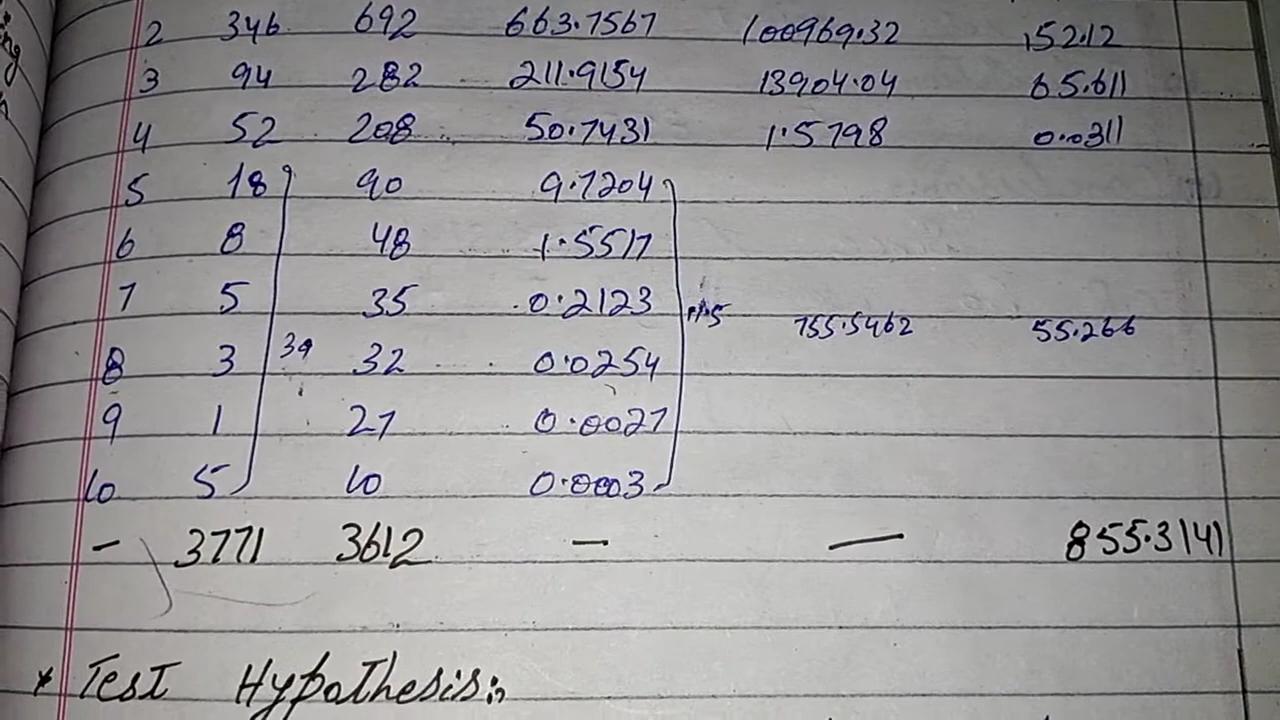 2 346 692 663.7567 100969.32 152.12
3 94 282 211.9154 13904.04 65.611
4 52 208 50.7431 1.5798 0.0311
5 18 90 9.7204
6 8 48 1.5517
7 5 35 0.2123 755.5462 55.266
8 3 39 32 0.0254
9 1 27 0.0027
10 5 10 0.0003
- 3771 3612 - — 855.3141
* Test Hypothesis: